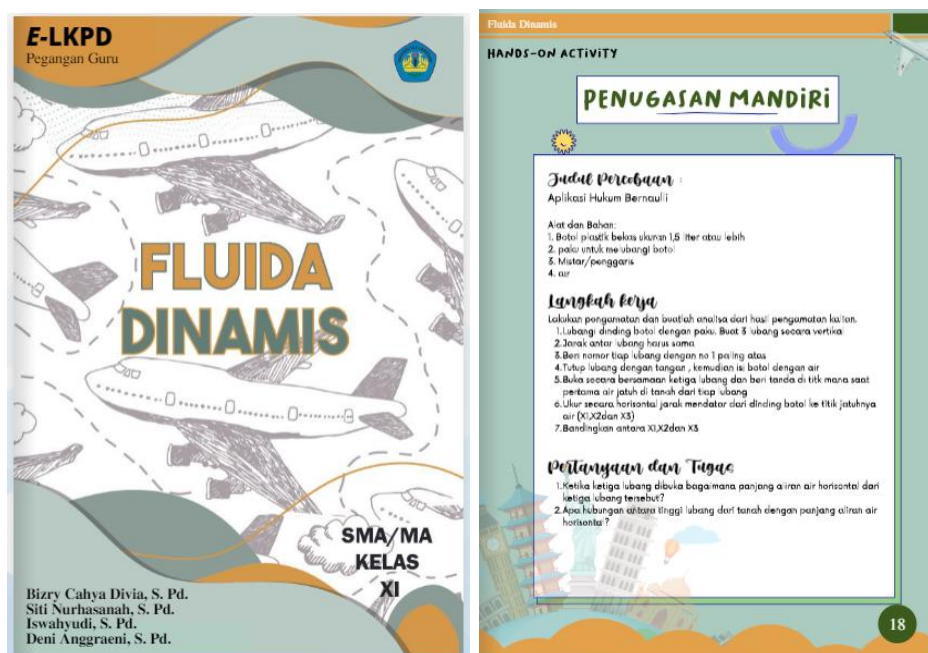 E-LKPD
Pegangan Guru
FLUIDA
DINAMIS
SMA/MA
KELAS
XI
Bizry Cahya Divia, S. Pd.
Siti Nurhasanah, S. Pd.
Iswahyudi, S. Pd.
Deni Anggraeni, S. Pd.
Fluida Dinamis
HANDS-ON ACTIVITY
PENUGASAN MANDIRI
Judul Percobaan :
Aplikasi Hukum Bernaulii
Alat dan Bahan:
1. Botol plastik bekas ukuran 1,5 liter atau lebih
2. paku untuk melubangi botol
3. Mistar/penggaris
4. air
Langkah kerja
Lakukan pengamatan dan buatlah analisa dari hasil pengamatan kalian.
1.Lubangi dinding botol dengan paku. Buat 3 lubang secara vertikal
2.Jarak antar lubang harus sama
3.Beri nomor tiap lubang dengan no 1 paling atas
4.Tutup lubang dengan tangan , kemudian isi botol dengan air
5.Buka secara bersamaan ketiga lubang dan beri tanda di titk mana saat
pertama air jatuh di tanah dari tiap lubang
6.Ukur secara horisontal jarak mendatar dari dinding botol ke titik jatuhnya
air (X1,X2dan X3)
7.Bandingkan antara X1,X2dan X3
Pertanyaan dan Tugas
1.Ketika ketiga lubang dibuka bagaimana panjang aliran air horisontal dari
ketiga lubang tersebut?
2.Apa hubungan antara tinggi lubang dari tanah dengan panjang aliran air
horisontal?
18